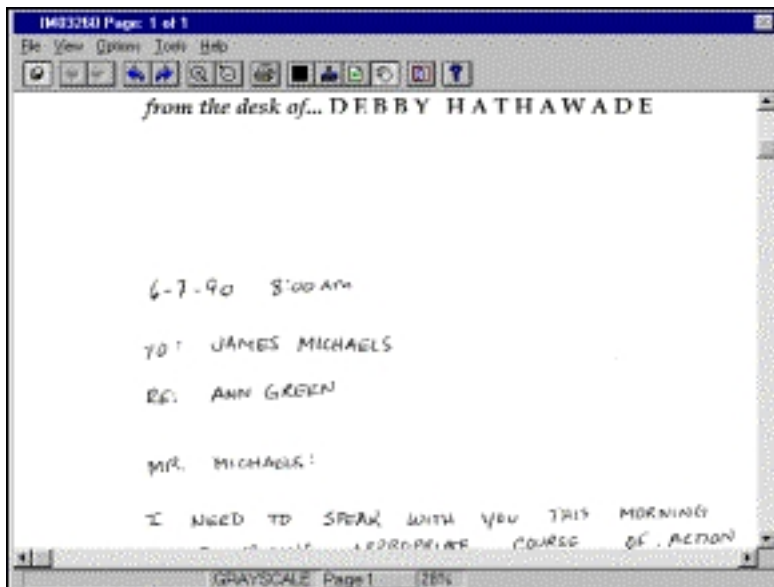 IM03260 Page: 1 of 1
File View Options Tools Help
from the desk of... DEBBY HATHAWADE
6-7-90 8:00 AM
TO: JAMES MICHAELS
RE: ANN GREEN
MR. MICHAELS:
I NEED TO SPEAK WITH YOU THIS MORNING
APPROPRIATE COURSE OF ACTION
GRAYSCALE Page 1 28%